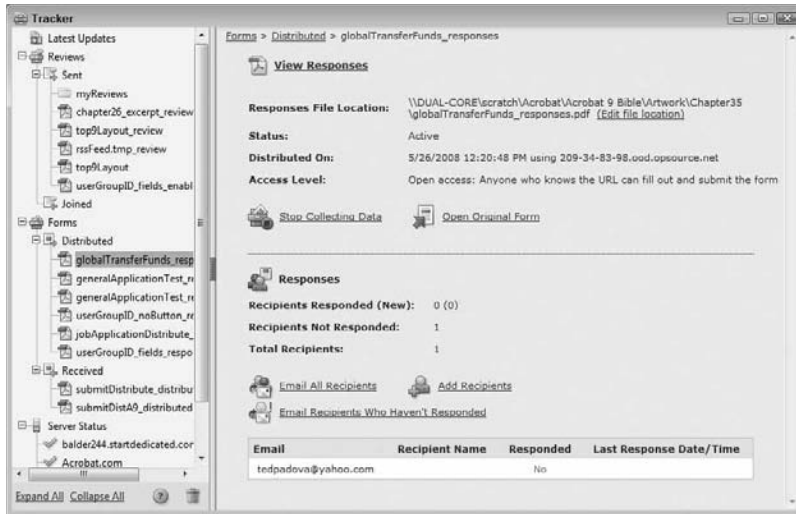 Tracker
Latest Updates
Reviews
Sent
myReviews
chapter26_excerpt_review
top9Layout_review
rssFeed.tmp_review
top9Layout
userGroupID_fields_enabl
Joined
Forms
Distributed
globalTransferFunds_resp
generalApplicationTest_re
generalApplicationTest_re
userGroupID_noButton_re
jobApplicationDistribute_
userGroupID_fields_respo
Received
submitDistribute_distribu
submitDistA9_distributed
Server Status
balder244.startdedicated.cor
Acrobat.com
Expand All Collapse All
Forms > Distributed > globalTransferFunds_responses
View Responses
Responses File Location: \\DUAL-CORE\scratch\Acrobat\Acrobat 9 Bible\Artwork\Chapter35
\globalTransferFunds_responses.pdf (Edit file location)
Status: Active
Distributed On: 5/26/2008 12:20:48 PM using 209-34-83-98.ood.opsource.net
Access Level: Open access: Anyone who knows the URL can fill out and submit the form
Stop Collecting Data Open Original Form
Responses
Recipients Responded (New): 0 (0)
Recipients Not Responded: 1
Total Recipients: 1
Email All Recipients Add Recipients
Email Recipients Who Haven't Responded
Email Recipient Name Responded Last Response Date/Time
tedpadova@yahoo.com No